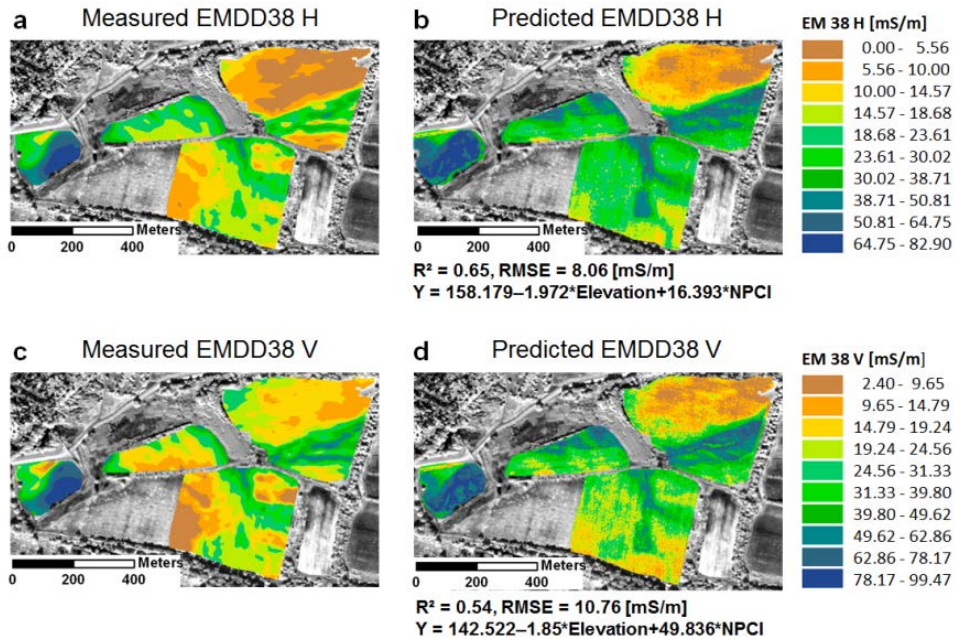 a Measured EMDD38 H
0 200 400 Meters
b Predicted EMDD38 H
0 200 400 Meters
R² = 0.65, RMSE = 8.06 [mS/m]
Y = 158.179–1.972*Elevation+16.393*NPCI
EM 38 H [mS/m]
0.00 - 5.56
5.56 - 10.00
10.00 - 14.57
14.57 - 18.68
18.68 - 23.61
23.61 - 30.02
30.02 - 38.71
38.71 - 50.81
50.81 - 64.75
64.75 - 82.90
c Measured EMDD38 V
0 200 400 Meters
d Predicted EMDD38 V
0 200 400 Meters
R² = 0.54, RMSE = 10.76 [mS/m]
Y = 142.522–1.85*Elevation+49.836*NPCI
EM 38 V [mS/m]
2.40 - 9.65
9.65 - 14.79
14.79 - 19.24
19.24 - 24.56
24.56 - 31.33
31.33 - 39.80
39.80 - 49.62
49.62 - 62.86
62.86 - 78.17
78.17 - 99.47